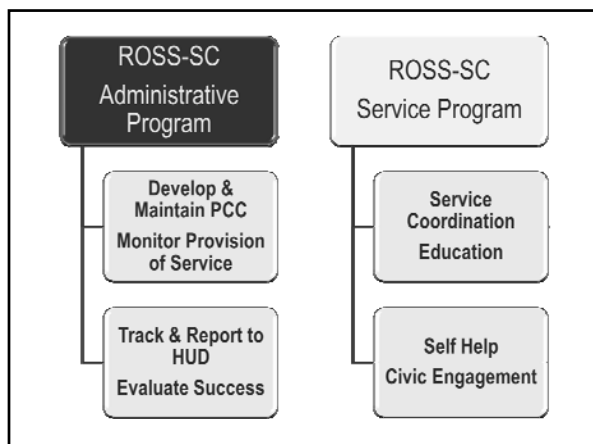 ROSS-SC
Administrative
Program
Develop &
Maintain PCC
Monitor Provision
of Service
Track & Report to
HUD
Evaluate Success
ROSS-SC
Service Program
Service
Coordination
Education
Self Help
Civic Engagement